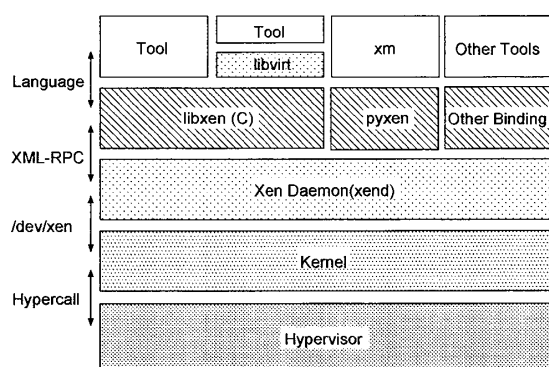 Tool
Tool
libvirt
xm
Other Tools
Language
libxen (C)
pyxen
Other Binding
XML-RPC
Xen Daemon(xend)
/dev/xen
Kernel
Hypercall
Hypervisor